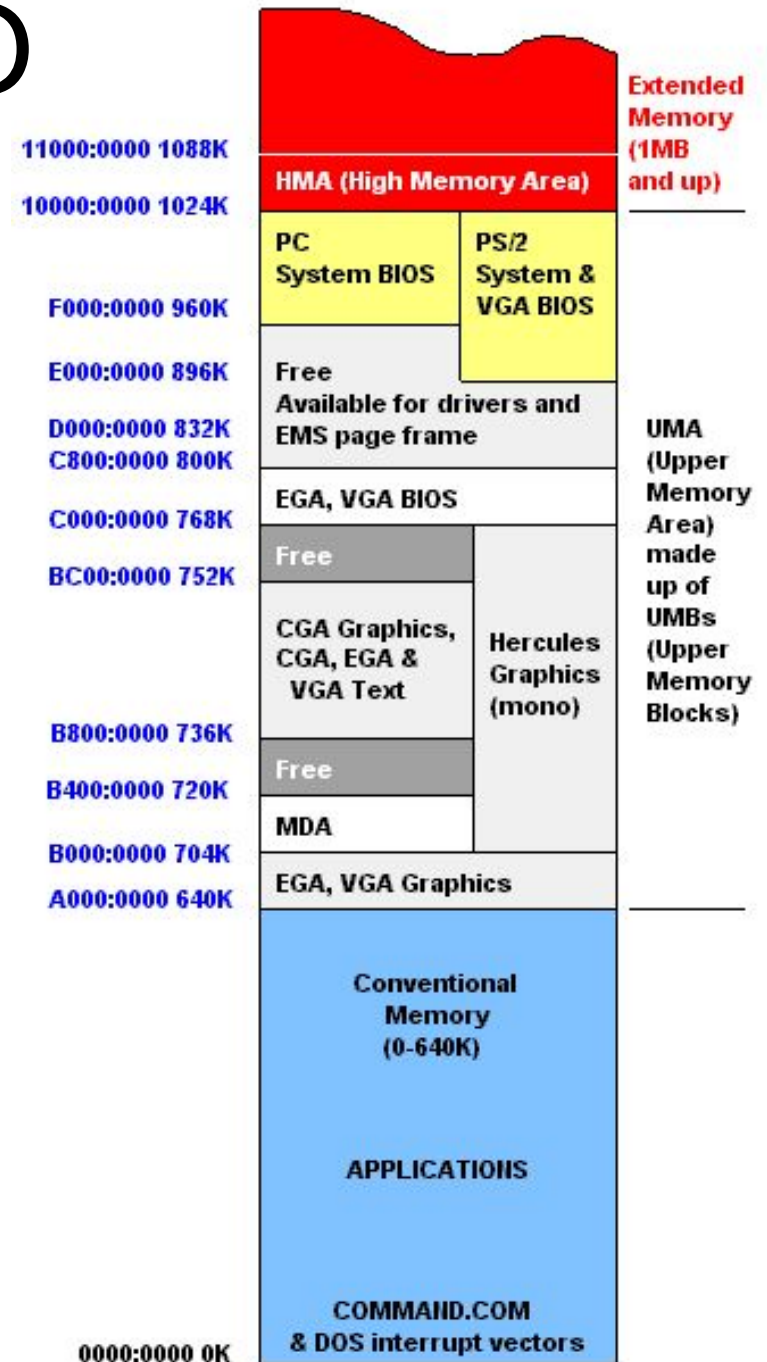 Extended
Memory
(1MB
and up)
11000:0000 1088K
HMA (High Memory Area)
10000:0000 1024K
PC
System BIOS
PS/2
System &
VGA BIOS
F000:0000 960K
E000:0000 896K
Free
Available for drivers and
EMS page frame
D000:0000 832K
C800:0000 800K
UMA
(Upper
Memory
Area)
made
up of
UMBs
(Upper
Memory
Blocks)
EGA, VGA BIOS
C000:0000 768K
Free
BC00:0000 752K
CGA Graphics,
CGA, EGA &
VGA Text
Hercules
Graphics
(mono)
B800:0000 736K
Free
B400:0000 720K
MDA
B000:0000 704K
EGA, VGA Graphics
A000:0000 640K
Conventional
Memory
(0-640K)
APPLICATIONS
COMMAND.COM
& DOS interrupt vectors
0000:0000 0K